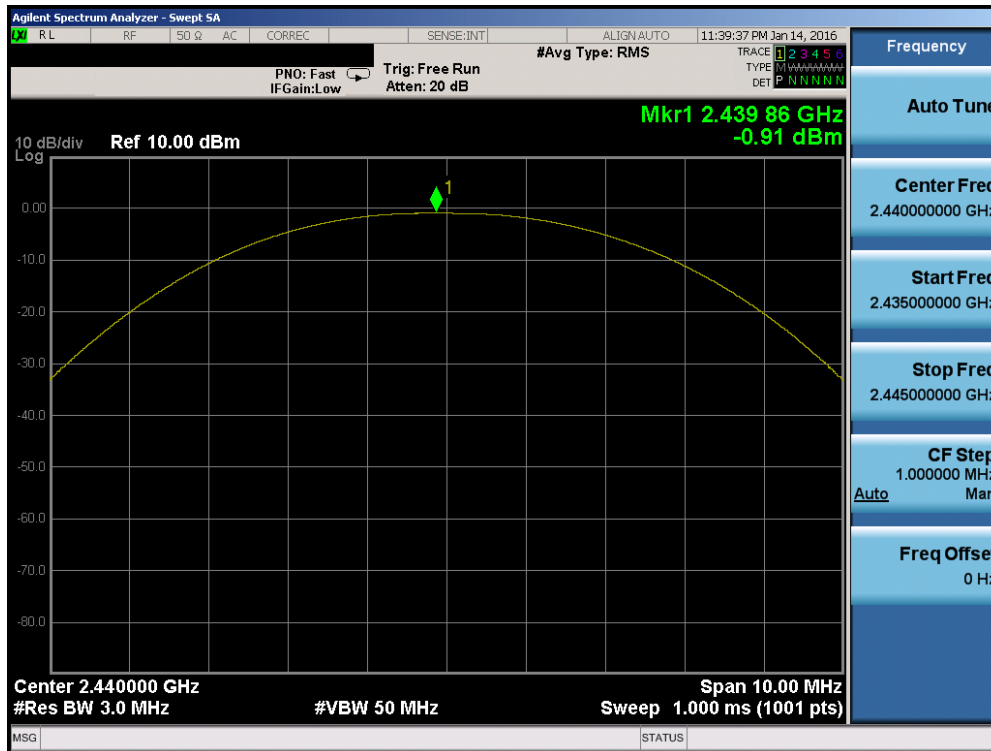 Agilent Spectrum Analyzer - Swept SA
LXI RL RF 50 Ω AC CORREC SENSE:INT ALIGN AUTO 11:39:37 PM Jan 14, 2016
#Avg Type: RMS
TRACE 1 2 3 4 5 6
PNO: Fast Trig: Free Run
TYPE M WWWWW
IFGain:Low Atten: 20 dB
DET P N N N N N
Mkr1 2.439 86 GHz
-0.91 dBm
10 dB/div Ref 10.00 dBm
Log
1
0.00
-10.0
-20.0
-30.0
-40.0
-50.0
-60.0
-70.0
-80.0
Center 2.440000 GHz Span 10.00 MHz
#Res BW 3.0 MHz #VBW 50 MHz Sweep 1.000 ms (1001 pts)
MSG STATUS
Frequency
Auto Tune
Center Freq
2.440000000 GHz
Start Freq
2.435000000 GHz
Stop Freq
2.445000000 GHz
CF Step
1.000000 MHz
Auto Man
Freq Offset
0 Hz